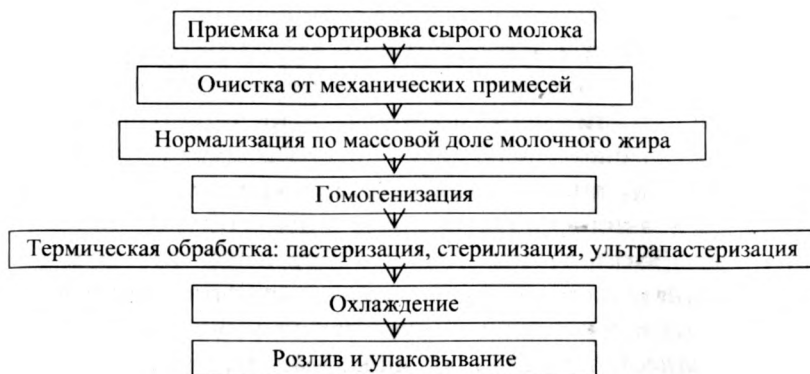 Приемка и сортировка сырого молока
Очистка от механических примесей
Нормализация по массовой доле молочного жира
Гомогенизация
Термическая обработка: пастеризация, стерилизация, ультрапастеризация
Охлаждение
Розлив и упаковывание